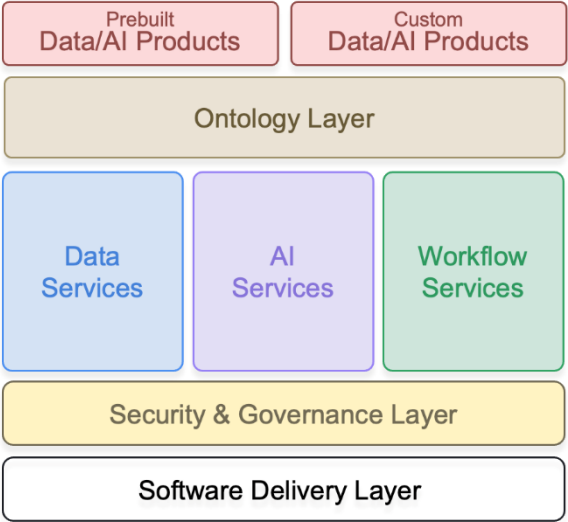 Prebuilt
Data/AI Products
Custom
Data/AI Products
Ontology Layer
Data
Services
AI
Services
Workflow
Services
Security & Governance Layer
Software Delivery Layer